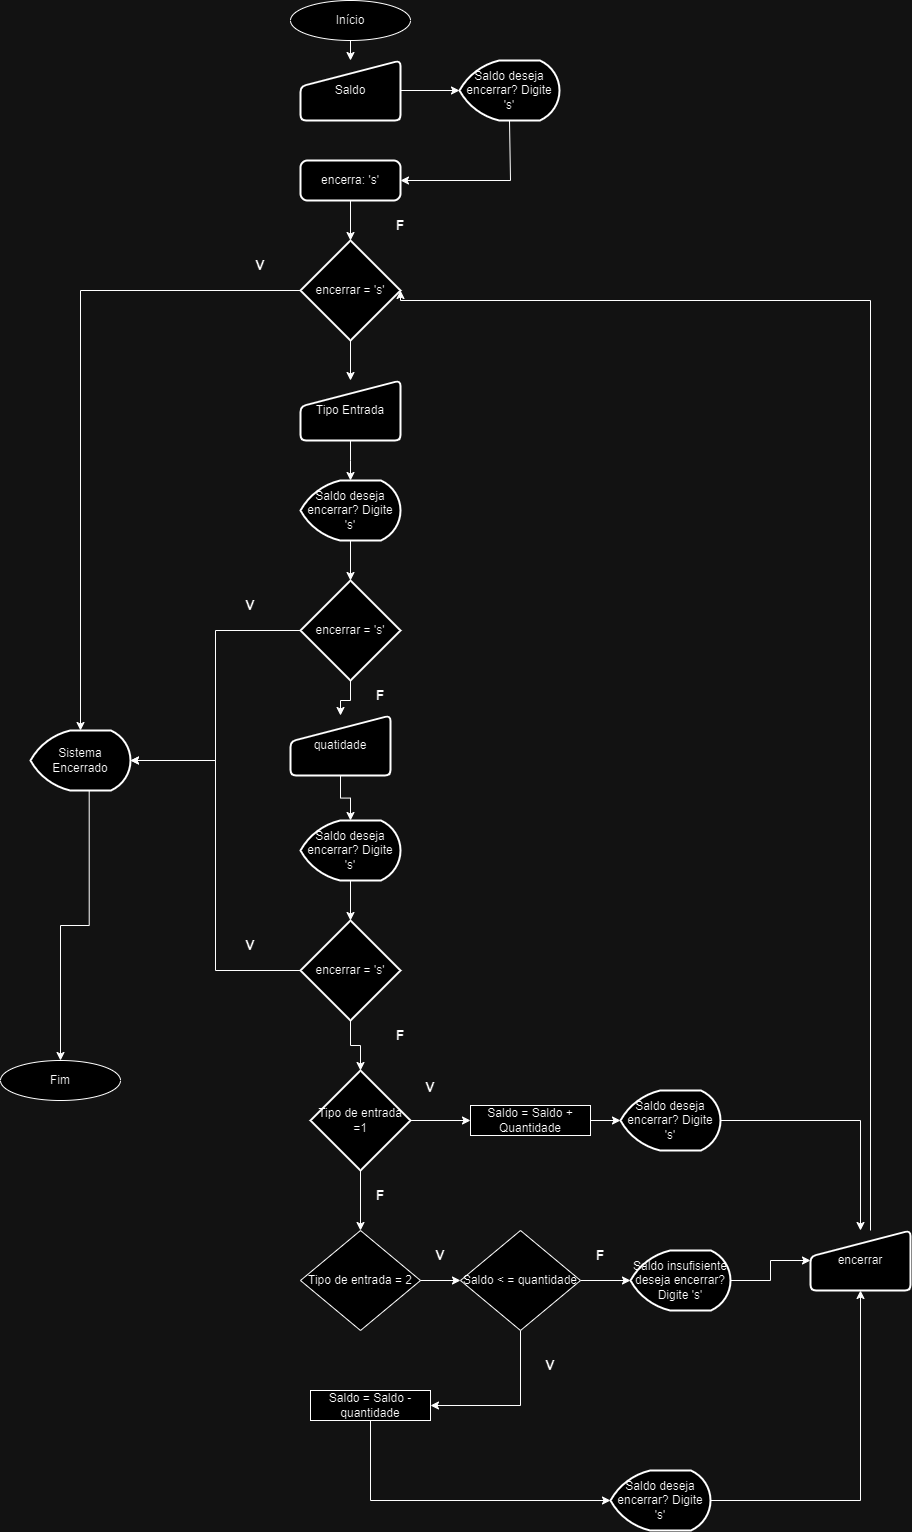 Início
Saldo
Saldo deseja
encerrar? Digite
's'
encerra: 's'
F
V
encerrar = 's'
Tipo Entrada
Saldo deseja
encerrar? Digite
's'
V
encerrar = 's'
F
quatidade
Sistema
Encerrado
Saldo deseja
encerrar? Digite
's'
V
encerrar = 's'
F
Fim
V
Tipo de entrada
=1
Saldo = Saldo +
Quantidade
Saldo deseja
encerrar? Digite
's'
F
V
F
Tipo de entrada = 2
Saldo < = quantidade
Saldo insufisiente
deseja encerrar?
Digite 's'
encerrar
V
Saldo = Saldo -
quantidade
Saldo deseja
encerrar? Digite
's'